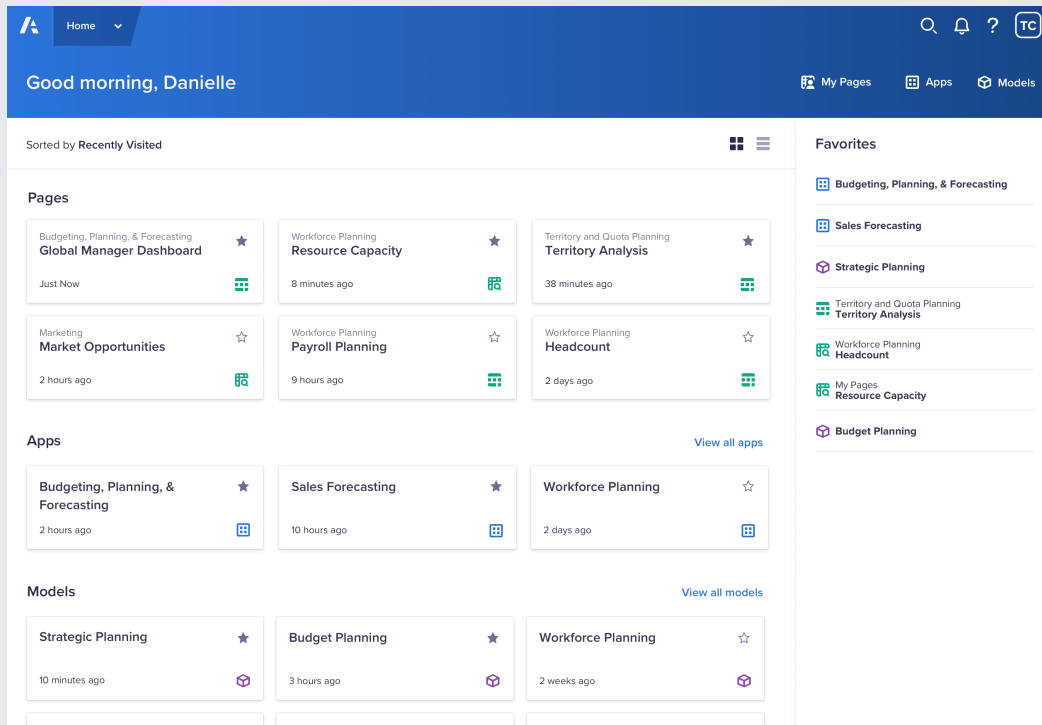 Home
?
TC
Good morning, Danielle
My Pages
Apps
Models
Sorted by Recently Visited
Pages
Budgeting, Planning, & Forecasting
Global Manager Dashboard
Just Now
Workforce Planning
Resource Capacity
8 minutes ago
Territory and Quota Planning
Territory Analysis
38 minutes ago
Marketing
Market Opportunities
2 hours ago
Workforce Planning
Payroll Planning
9 hours ago
Workforce Planning
Headcount
2 days ago
Apps
View all apps
Budgeting, Planning, &
Forecasting
2 hours ago
Sales Forecasting
10 hours ago
Workforce Planning
2 days ago
Models
View all models
Strategic Planning
10 minutes ago
Budget Planning
3 hours ago
Workforce Planning
2 weeks ago
Favorites
Budgeting, Planning, & Forecasting
Sales Forecasting
Strategic Planning
Territory and Quota Planning
Territory Analysis
Workforce Planning
Headcount
My Pages
Resource Capacity
Budget Planning